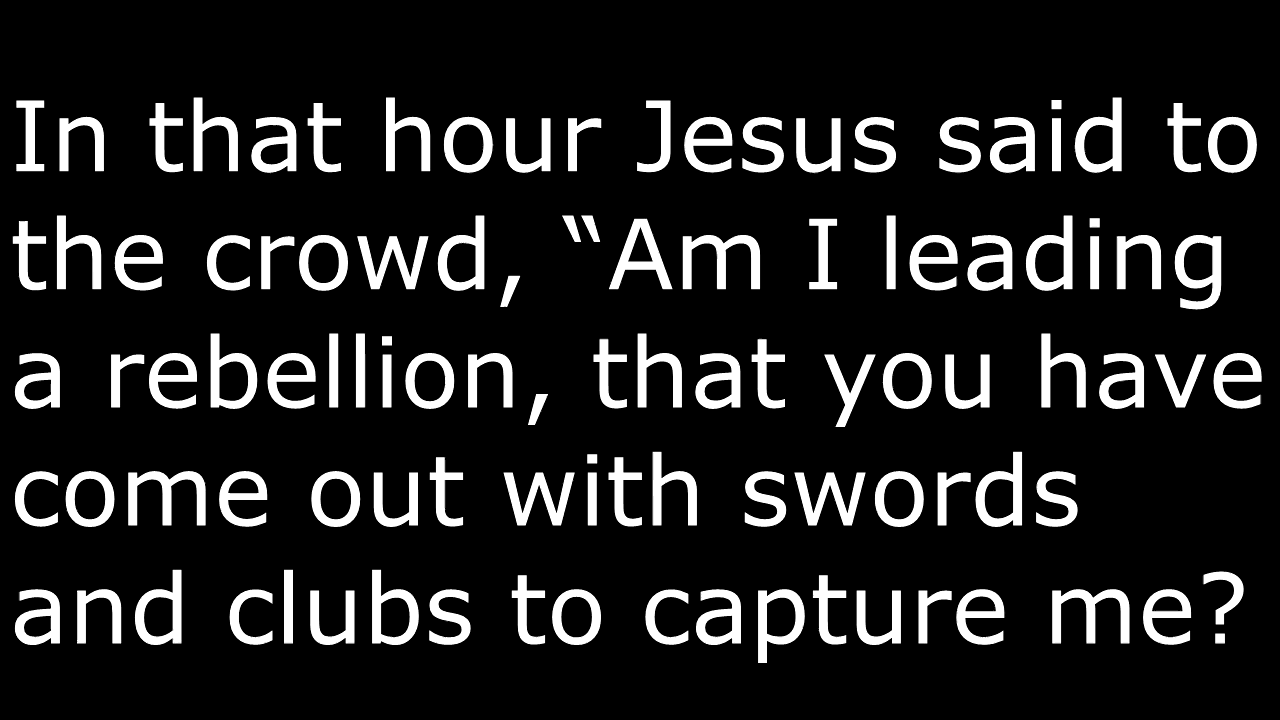 In that hour Jesus said to
the crowd, “Am I leading
a rebellion, that you have
come out with swords
and clubs to capture me?